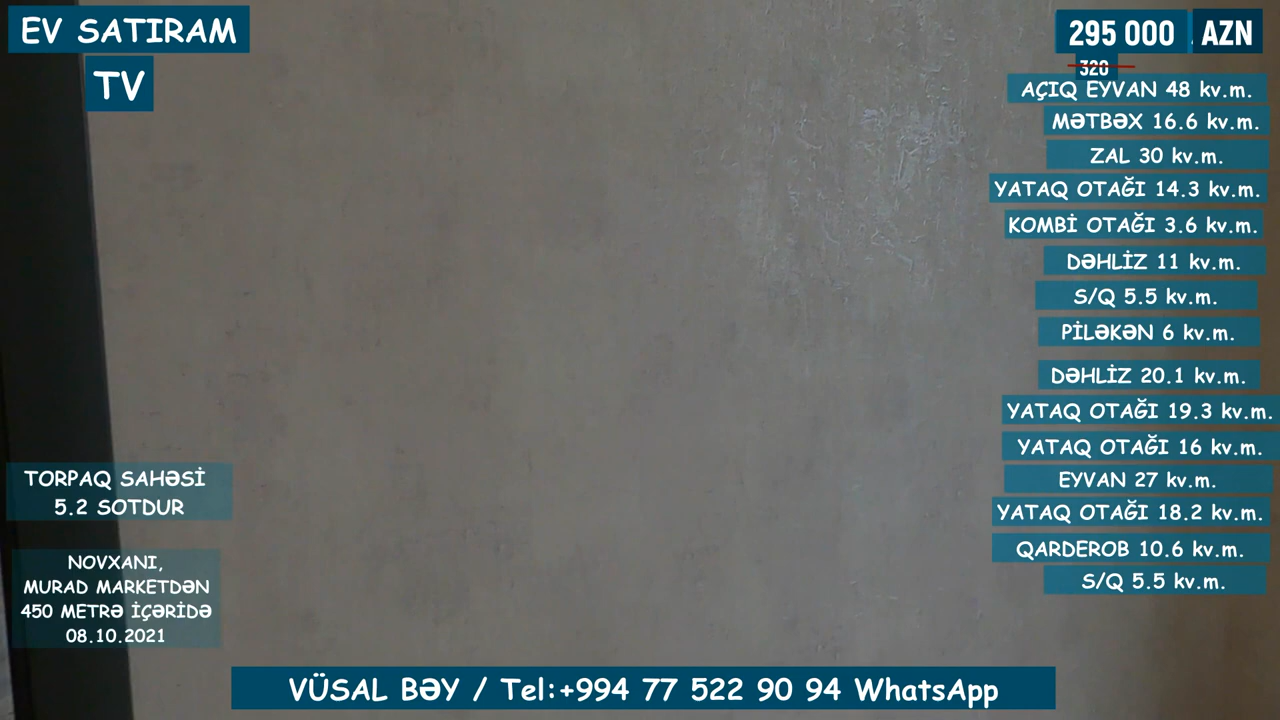 EV SATIRAM
TV
295 000 AZN
320
AÇIQ EYVAN 48 kv.m.
MƏTBƏX 16.6 kv.m.
ZAL 30 kv.m.
YATAQ OTAĞI 14.3 kv.m.
KOMBİ OTAĞI 3.6 kv.m.
DƏHLİZ 11 kv.m.
S/Q 5.5 kv.m.
PİLƏKƏN 6 kv.m.
DƏHLİZ 20.1 kv.m.
YATAQ OTAĞI 19.3 kv.m.
YATAQ OTAĞI 16 kv.m.
EYVAN 27 kv.m.
YATAQ OTAĞI 18.2 kv.m.
QARDEROB 10.6 kv.m.
S/Q 5.5 kv.m.
TORPAQ SAHƏSİ
5.2 SOTDUR
NOVXANI,
MURAD MARKETDƏN
450 METRƏ İÇƏRİDƏ
08.10.2021
VÜSAL BƏY / Tel:+994 77 522 90 94 WhatsApp